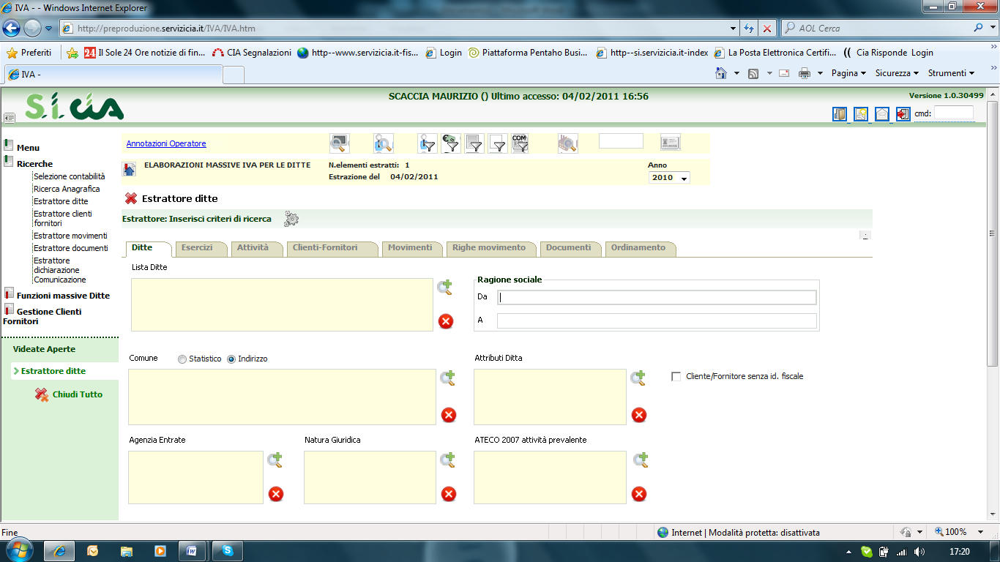 IVA - - Windows Internet Explorer
http://preproduzione.servizicia.it/IVA/IVA.htm
AOL Cerca
Preferiti
24 Il Sole 24 Ore notizie di fin...
CIA Segnalazioni
http--www.servizicia.it-fis...
Login
Piattaforma Pentaho Busi...
http--si.servizicia.it-index
La Posta Elettronica Certifi...
Cia Risponde Login
IVA -
Pagina
Sicurezza
Strumenti
S.I. CIA
SCACCIA MAURIZIO () Ultimo accesso: 04/02/2011 16:56
Versione 1.0.30499
cmd:
Menu
Ricerche
Selezione contabilità
Ricerca Anagrafica
Estrattore ditte
Estrattore clienti
fornitori
Estrattore movimenti
Estrattore documenti
Estrattore
dichiarazione
Comunicazione
Funzioni massive Ditte
Gestione Clienti
Fornitori
Videate Aperte
Estrattore ditte
Chiudi Tutto
Annotazioni Operatore
COM
ELABORAZIONI MASSIVE IVA PER LE DITTE
N.elementi estratti: 1
Estrazione del 04/02/2011
Anno
2010
Estrattore ditte
Estrattore: Inserisci criteri di ricerca
Ditte
Esercizi
Attività
Clienti-Fornitori
Movimenti
Righe movimento
Documenti
Ordinamento
Lista Ditte
Ragione sociale
Da
A
Comune
Statistico
Indirizzo
Attributi Ditta
Cliente/Fornitore senza id. fiscale
Agenzia Entrate
Natura Giuridica
ATECO 2007 attività prevalente
Fine
Internet | Modalità protetta: disattivata
100%
17:20